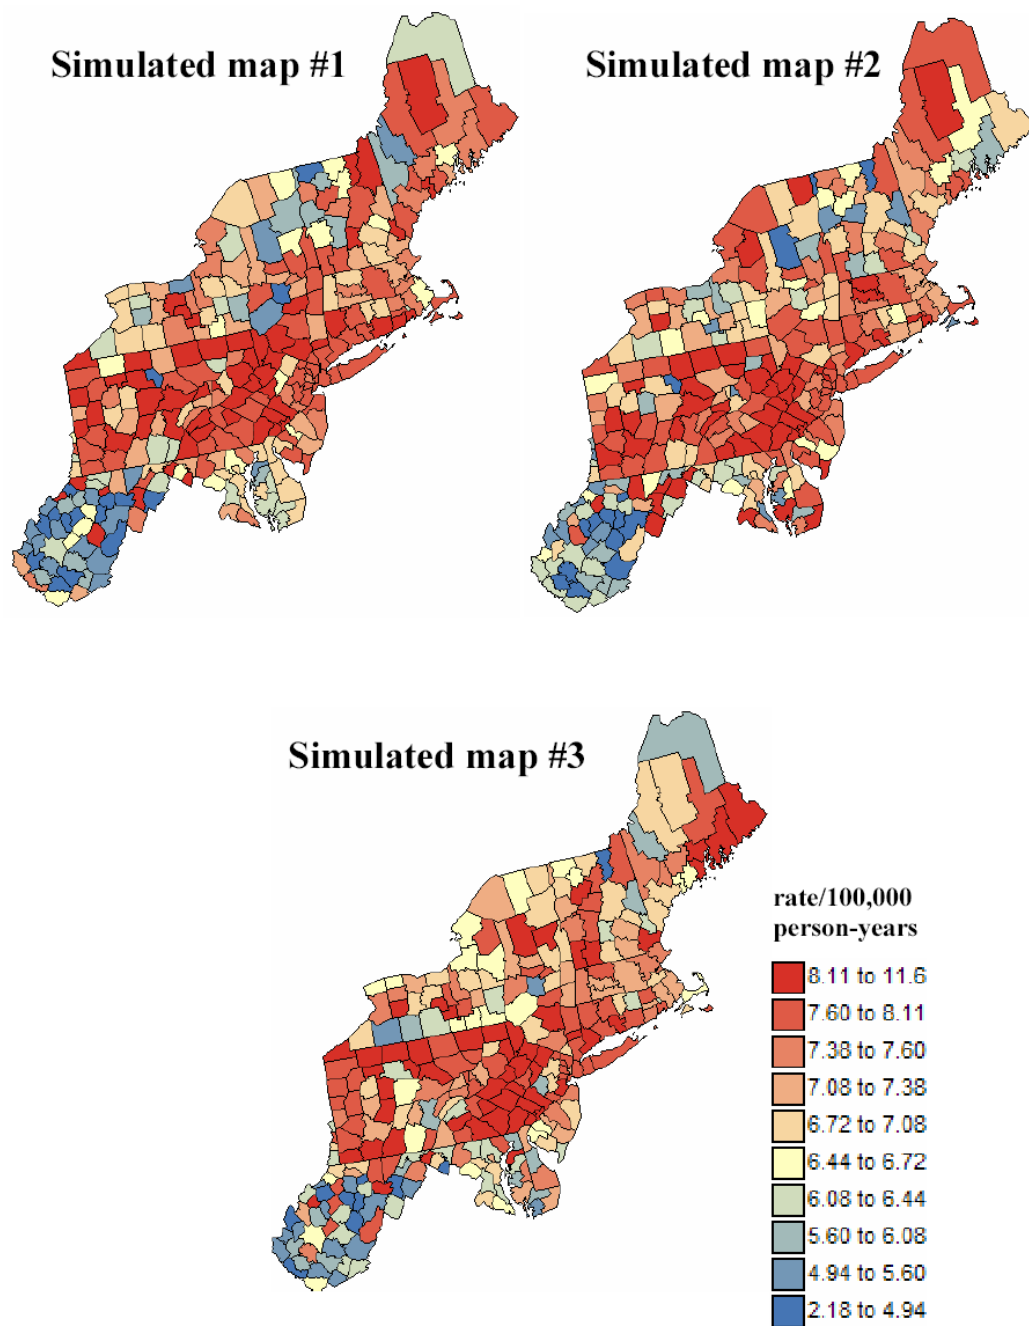 Simulated map #1
Simulated map #2
Simulated map #3
rate/100,000
person-years
8.11 to 11.6
7.60 to 8.11
7.38 to 7.60
7.08 to 7.38
6.72 to 7.08
6.44 to 6.72
6.08 to 6.44
5.60 to 6.08
4.94 to 5.60
2.18 to 4.94